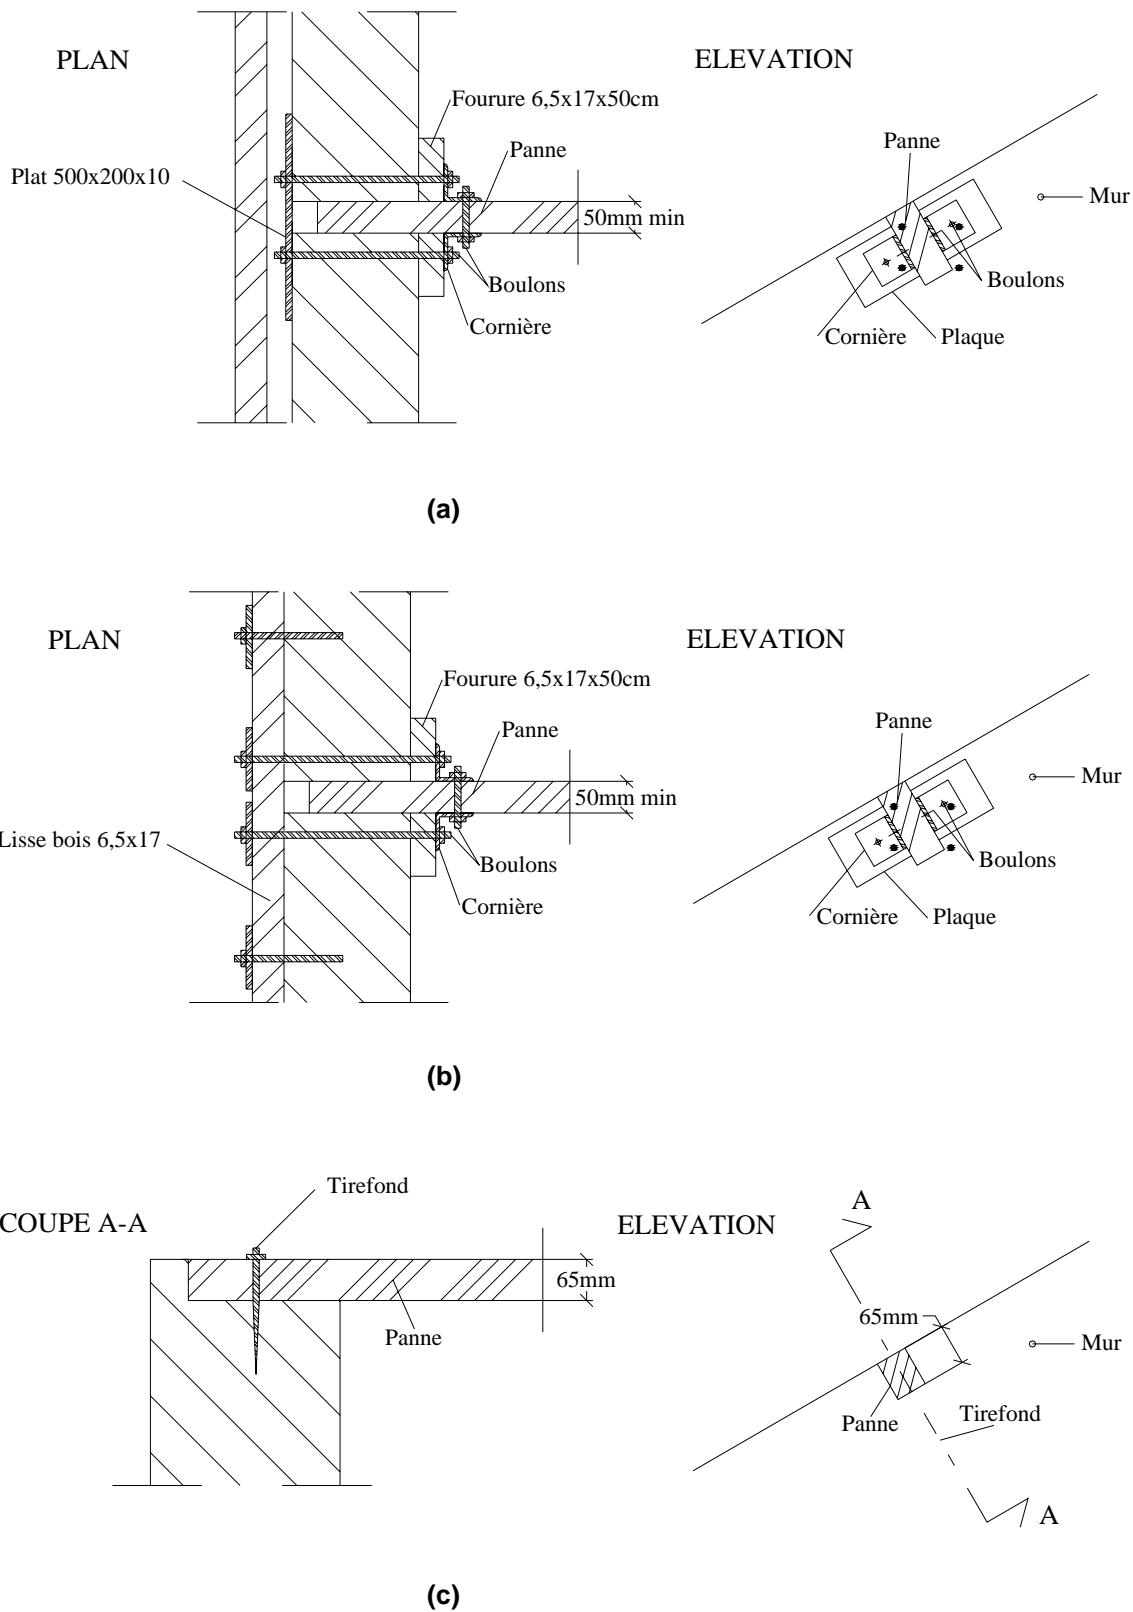 PLAN
ELEVATION
Fourure 6,5x17x50cm
Panne
Panne
Plat 500x200x10
Mur
50mm min
Boulons
Boulons
Cornière
Cornière
Plaque
(a)
PLAN
ELEVATION
Fourure 6,5x17x50cm
Panne
Panne
Mur
50mm min
Lisse bois 6,5x17
Boulons
Boulons
Cornière
Cornière
Plaque
(b)
Tirefond
A
COUPE A-A
ELEVATION
65mm
65mm
Panne
Mur
Panne
Tirefond
A
(c)